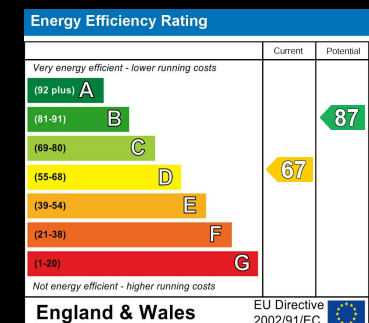 Energy Efficiency Rating
Current Potential
Very energy efficient - lower running costs
(92 plus) A
(81-91) B
87
(69-80) C
(55-68) D
67
(39-54) E
(21-38) F
(1-20) G
Not energy efficient - higher running costs
England & Wales
EU Directive
2002/91/EC